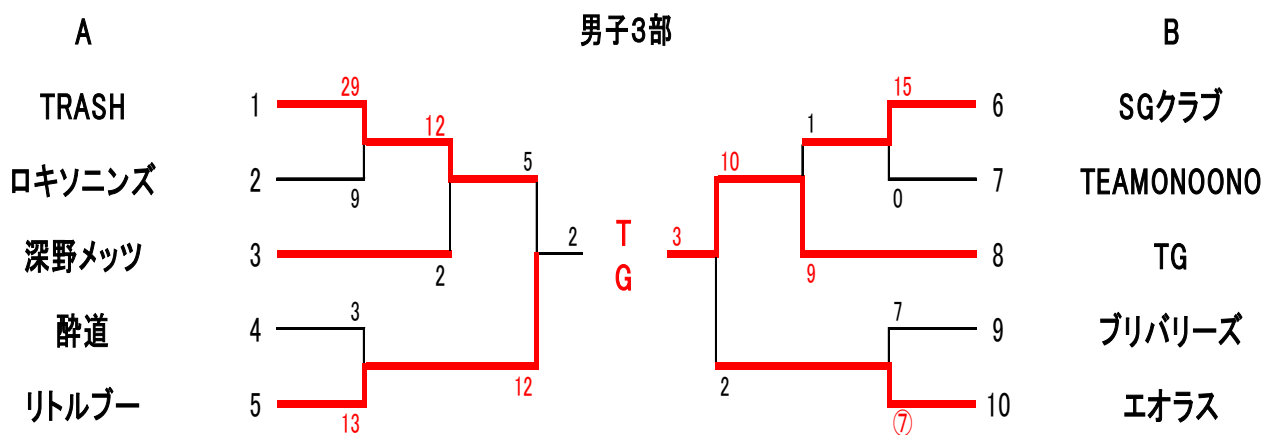 A 男子3部 B
29 15
TRASH 1 6 SGクラブ
12 1
5 10
ロキソニンズ 2 7 TEAMONOONO
9 0
2 T 3
深野メッツ 3 8 TG
2 G 9
3 7
酔道 4 9 ブリバリーズ
12 2
リトルブー 5 10 エオラス
13 ⑦